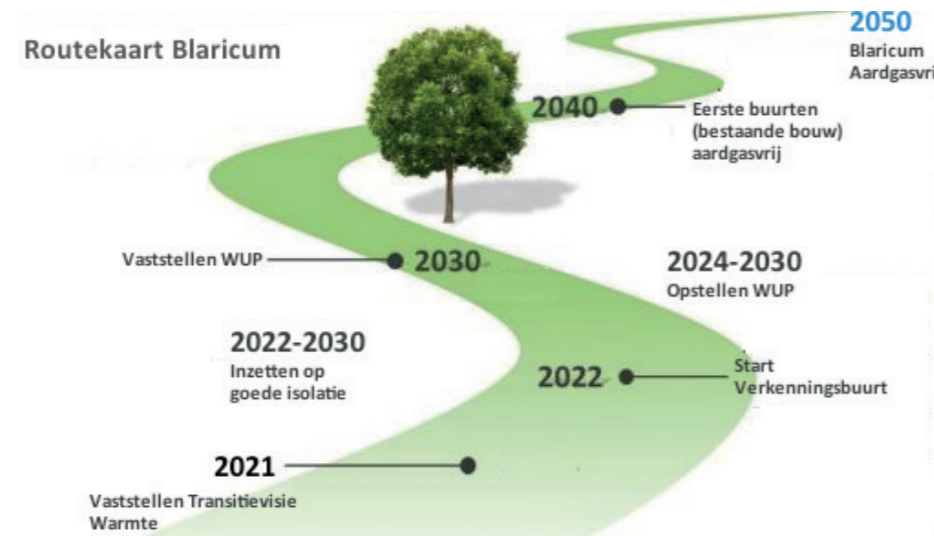 Routekaart Blaricum
2050
Blaricum
Aardgasvri
2040
Eerste buurten
(bestaande bouw)
aardgasvrij
Vaststellen WUP
2030
2024-2030
Opstellen WUP
2022-2030
Inzetten op
goede isolatie
2022
Start
Verkenningsbuurt
2021
Vaststellen Transitievisie
Warmte